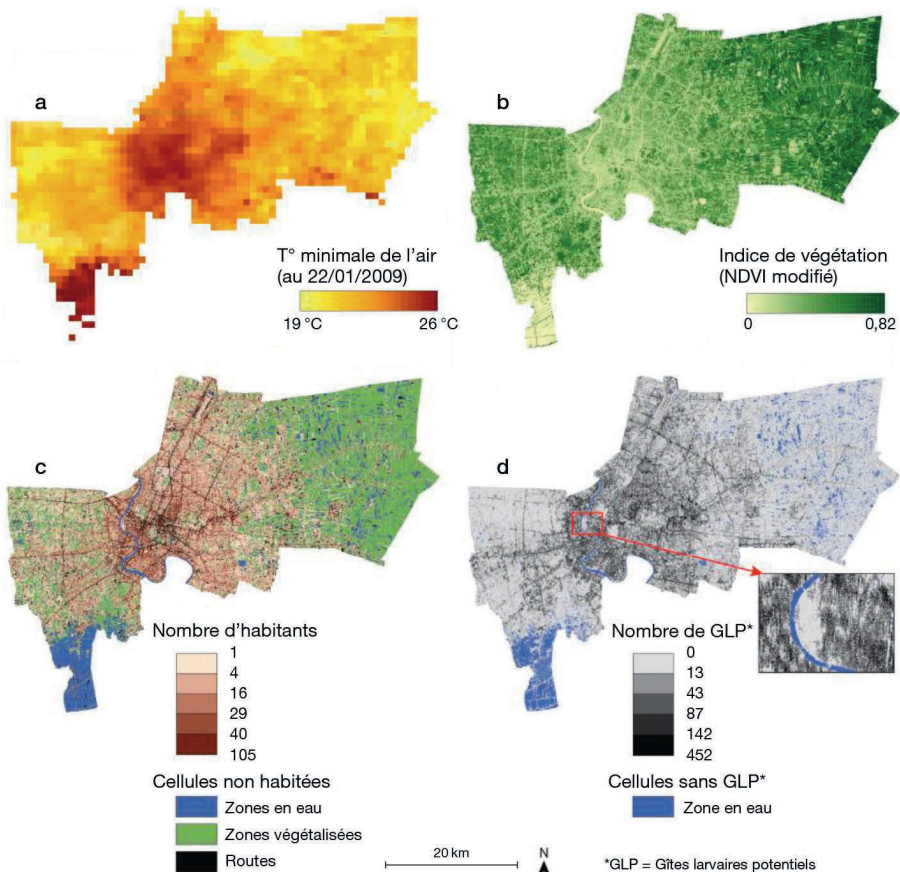 a
T° minimale de l'air
(au 22/01/2009)
19 °C 26 °C
b
Indice de végétation
(NDVI modifié)
0 0,82
c
Nombre d'habitants
1
4
16
29
40
105
Cellules non habitées
Zones en eau
Zones végétalisées
Routes
d
Nombre de GLP*
0
13
43
87
142
452
Cellules sans GLP*
Zone en eau
20 km
N
*GLP = Gîtes larvaires potentiels